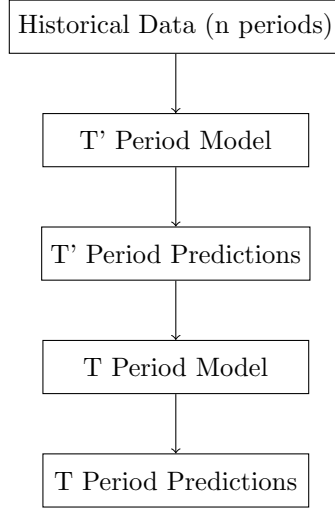 Historical Data (n periods)
T' Period Model
T' Period Predictions
T Period Model
T Period Predictions